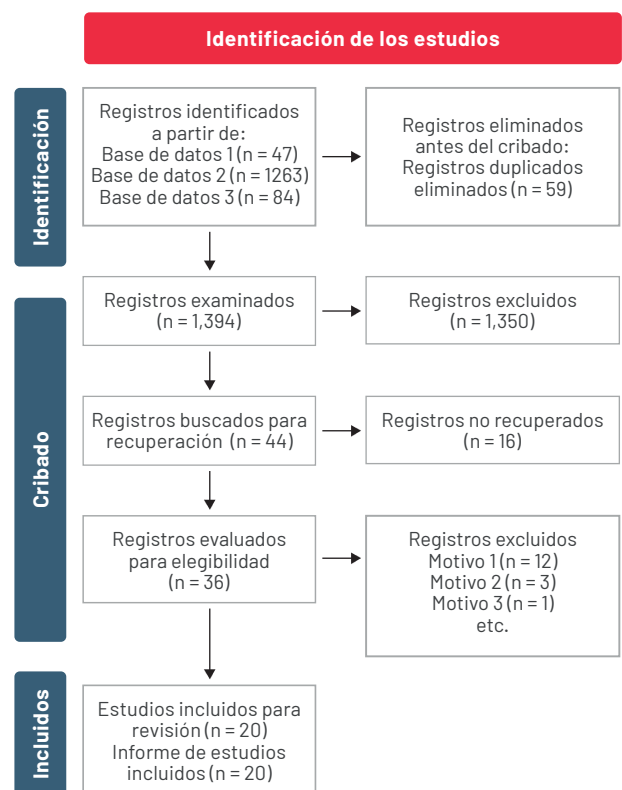 Identificación de los estudios
Identificación
Registros identificados
a partir de:
Base de datos 1 (n = 47)
Base de datos 2 (n = 1263)
Base de datos 3 (n = 84)
Registros eliminados
antes del cribado:
Registros duplicados
eliminados (n = 59)
Cribado
Registros examinados
(n = 1,394)
Registros excluidos
(n = 1,350)
Registros buscados para
recuperación (n = 44)
Registros no recuperados
(n = 16)
Registros evaluados
para elegibilidad
(n = 36)
Registros excluidos
Motivo 1 (n = 12)
Motivo 2 (n = 3)
Motivo 3 (n = 1)
etc.
Incluidos
Estudios incluidos para
revisión (n = 20)
Informe de estudios
incluidos (n = 20)